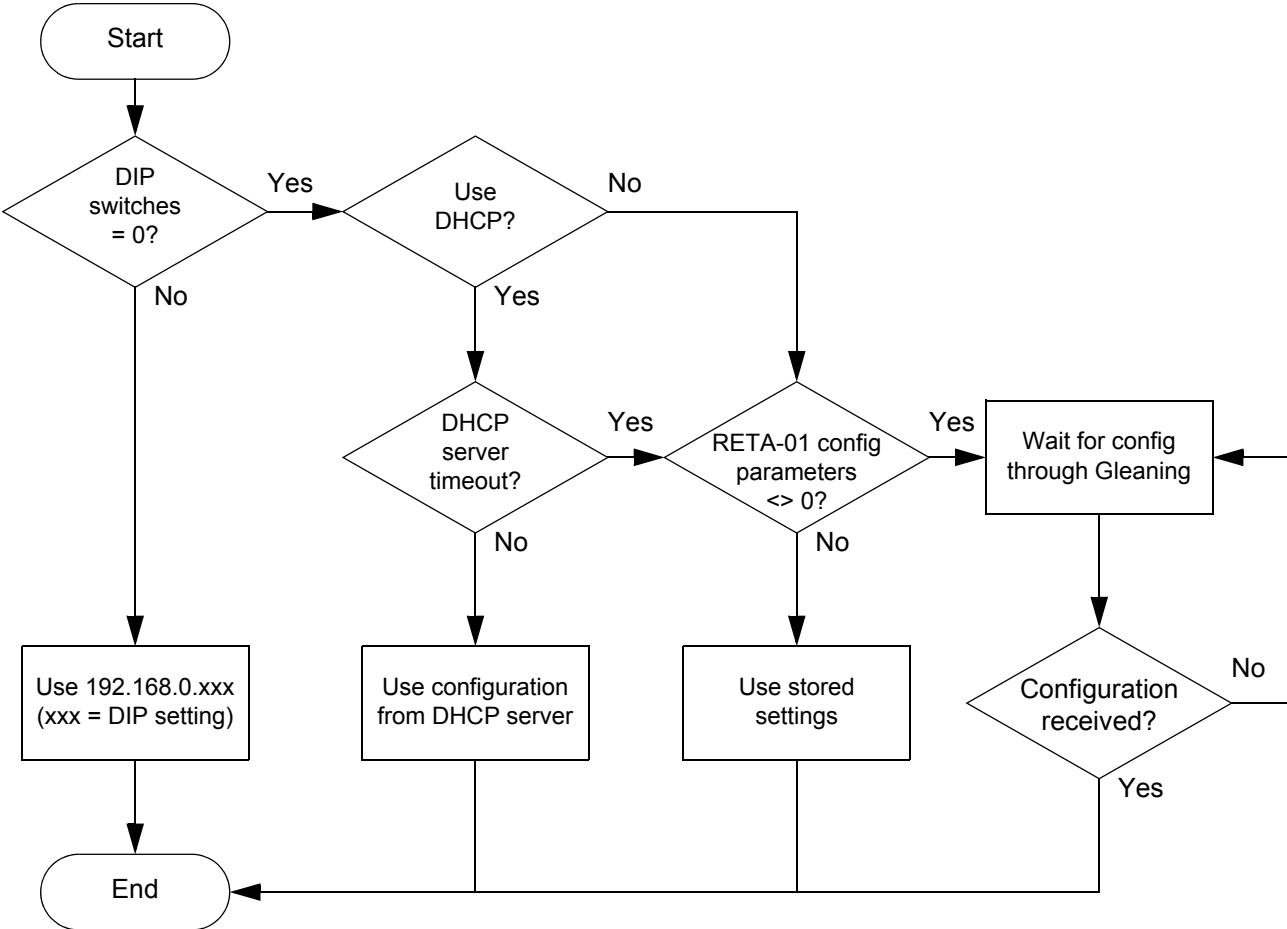 Start
DIP
switches
= 0?
Yes
Use
DHCP?
No
No
Yes
DHCP
server
timeout?
Yes
RETA-01 config
parameters
<> 0?
Yes
Wait for config
through Gleaning
No
No
Use 192.168.0.xxx
(xxx = DIP setting)
Use configuration
from DHCP server
Use stored
settings
Configuration
received?
No
Yes
End